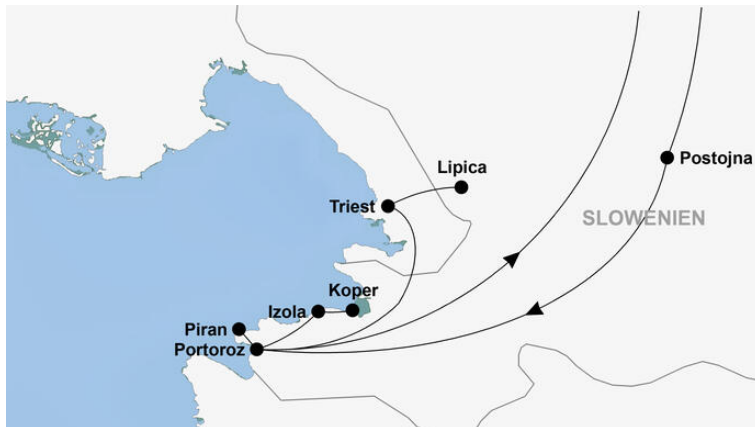 Postojna
Lipica
Triest
SLOWENIEN
Koper
Izola
Piran
Portoroz